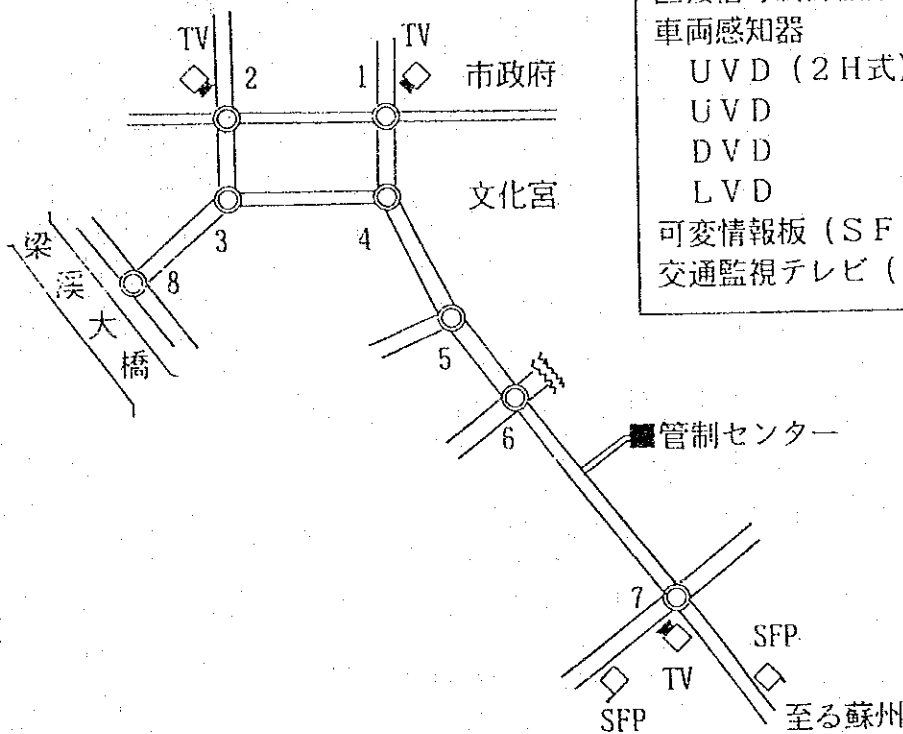 車両感知器
UVD (2H式)
UVD
DVD
LVD
可変情報板 (SF
交通監視テレビ (
TV
2
1
TV
市政府
文化宮
3
4
8
梁渓大橋
5
6
管制センター
7
SFP
TV
SFP
至る蘇州